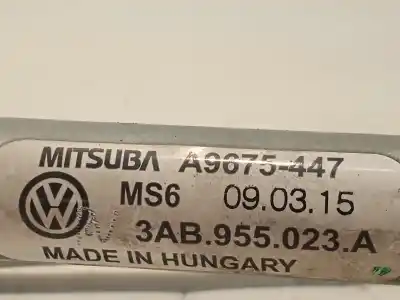 MITSUBA A9675-447
MS6 09.03.15
3AB.955.023.A
MADE IN HUNGARY